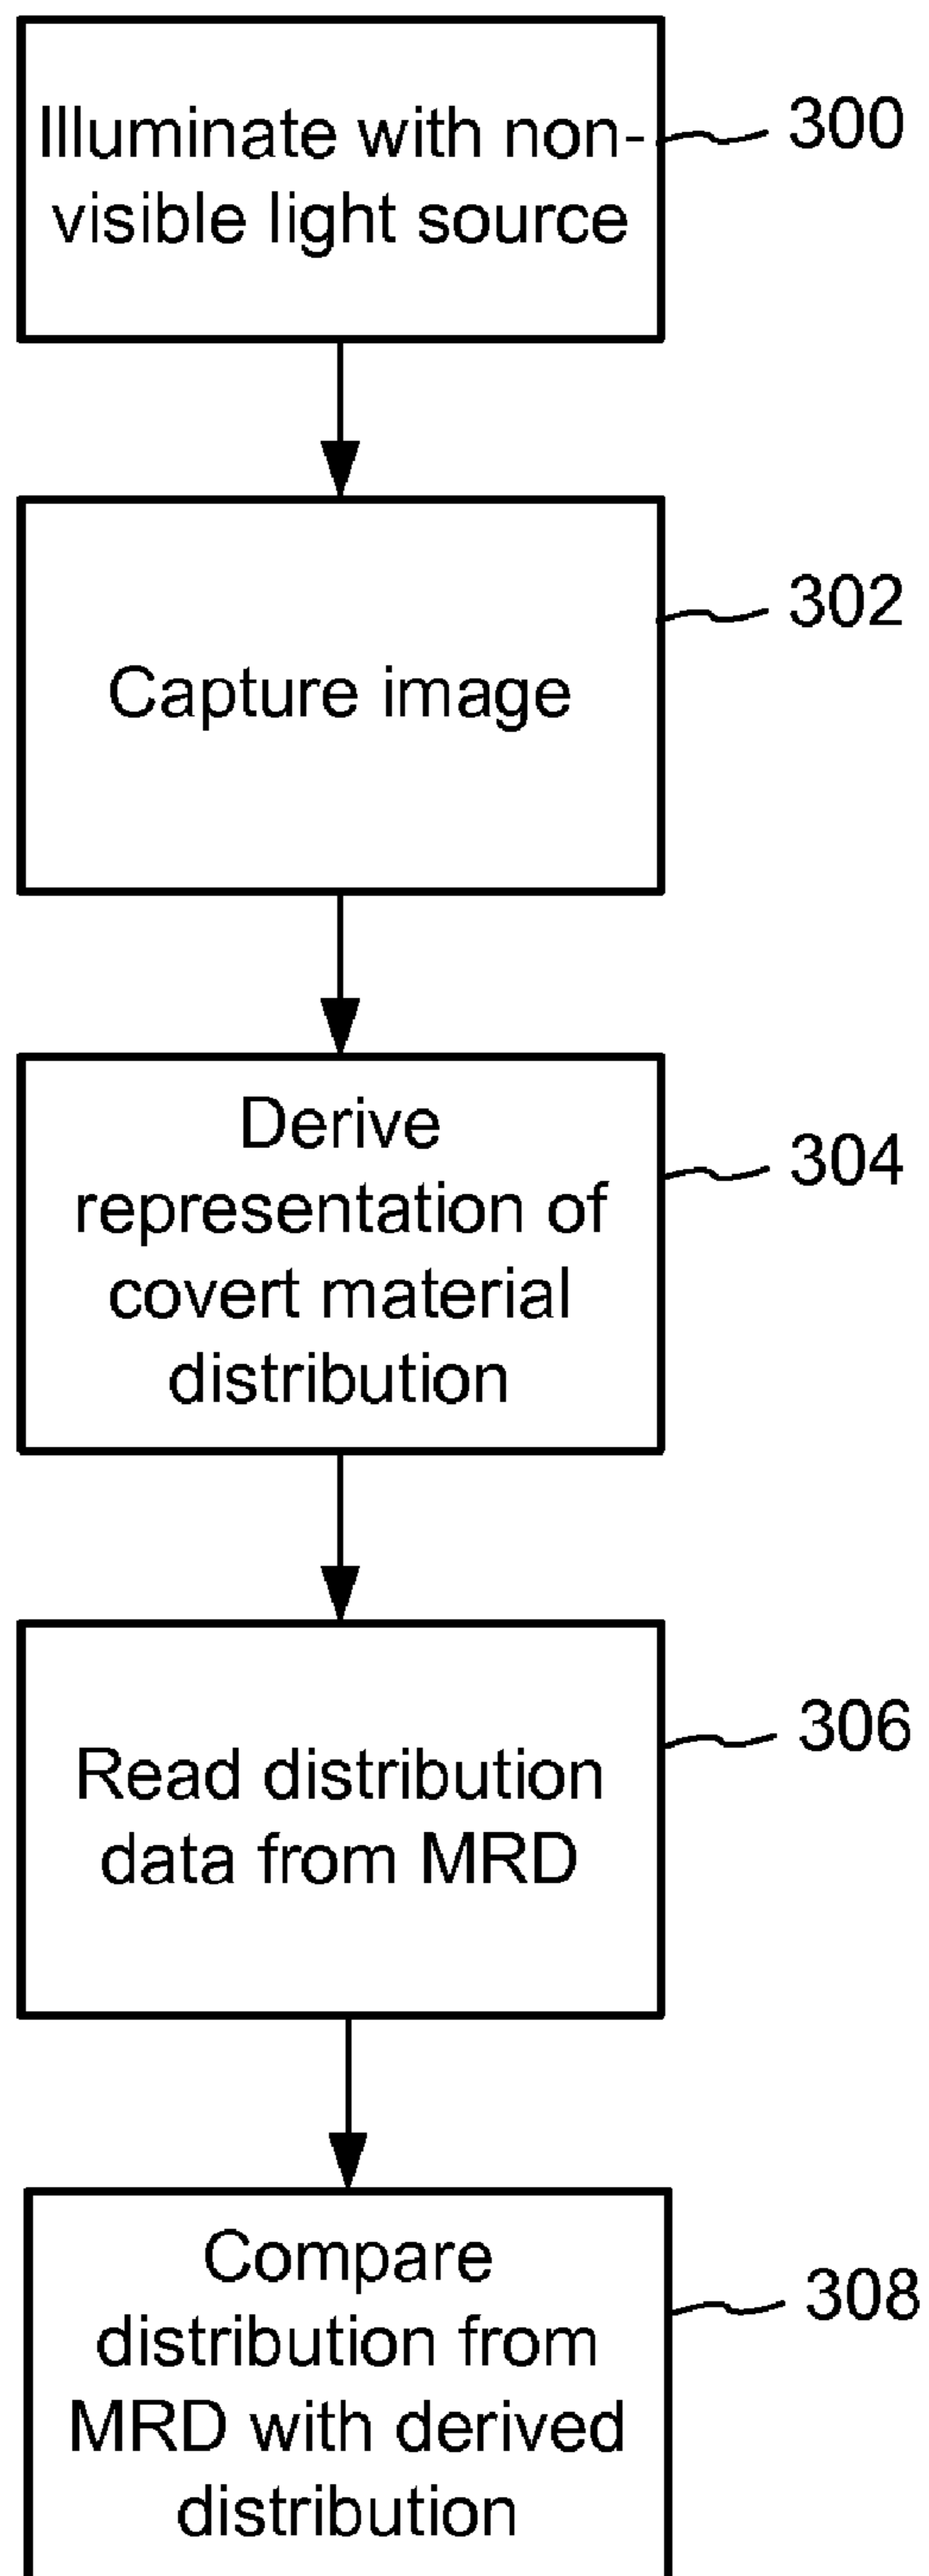 Illuminate with non-
visible light source
300
Capture image
302
Derive
representation of
covert material
distribution
304
Read distribution
data from MRD
306
Compare
distribution from
MRD with derived
distribution
308